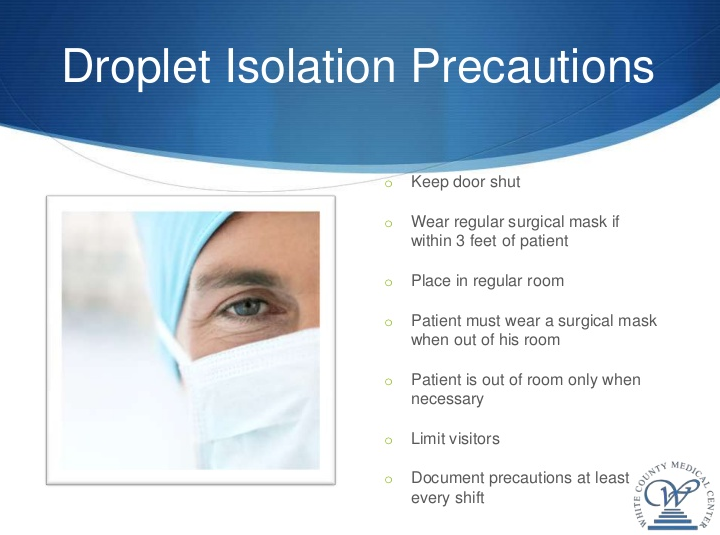 Droplet Isolation Precautions
o Keep door shut
o Wear regular surgical mask if
within 3 feet of patient
o Place in regular room
o Patient must wear a surgical mask
when out of his room
o Patient is out of room only when
necessary
o Limit visitors
o Document precautions at least
every shift
WHITE COUNTY MEDICAL CENTER
W